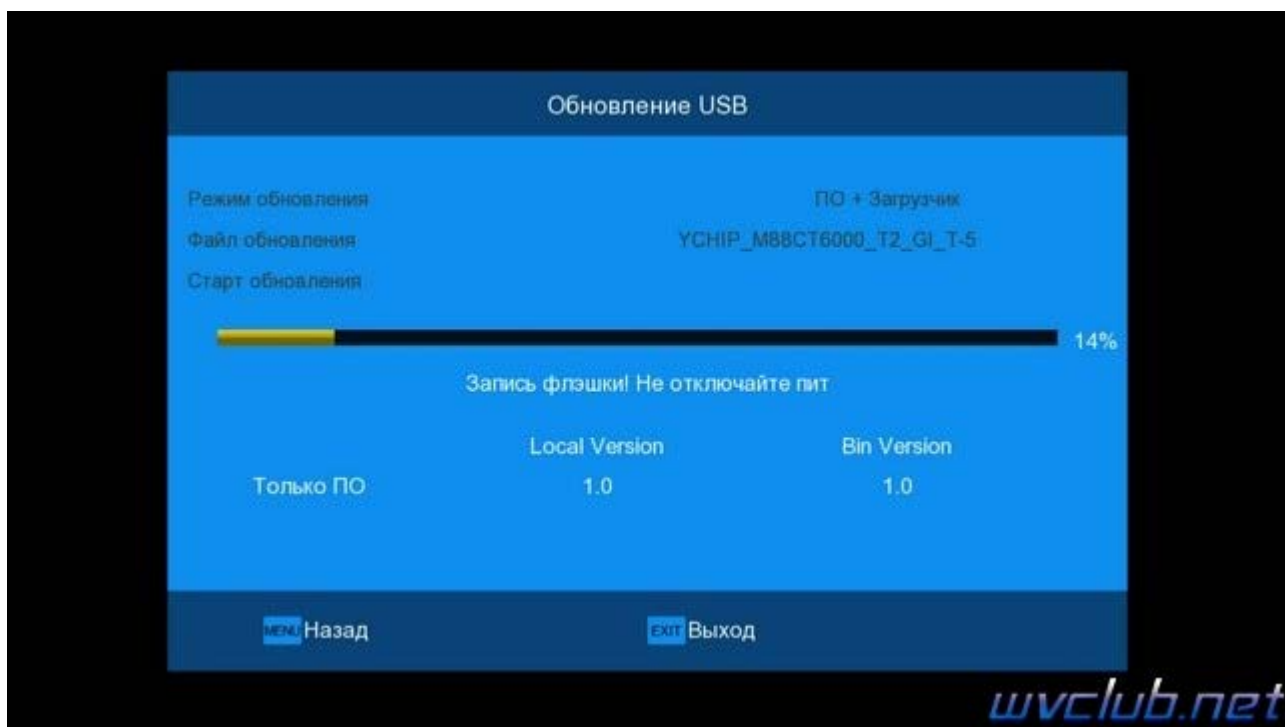 Обновление USB
Режим обновления ПО + Загрузчик
Файл обновления YCHIP_M88CT6000_T2_GI_T-5
Старт обновления
14%
Запись флэшки! Не отключайте пит
Local Version Bin Version
Только ПО 1.0 1.0
MENU Назад EXIT Выход
wvclub.net